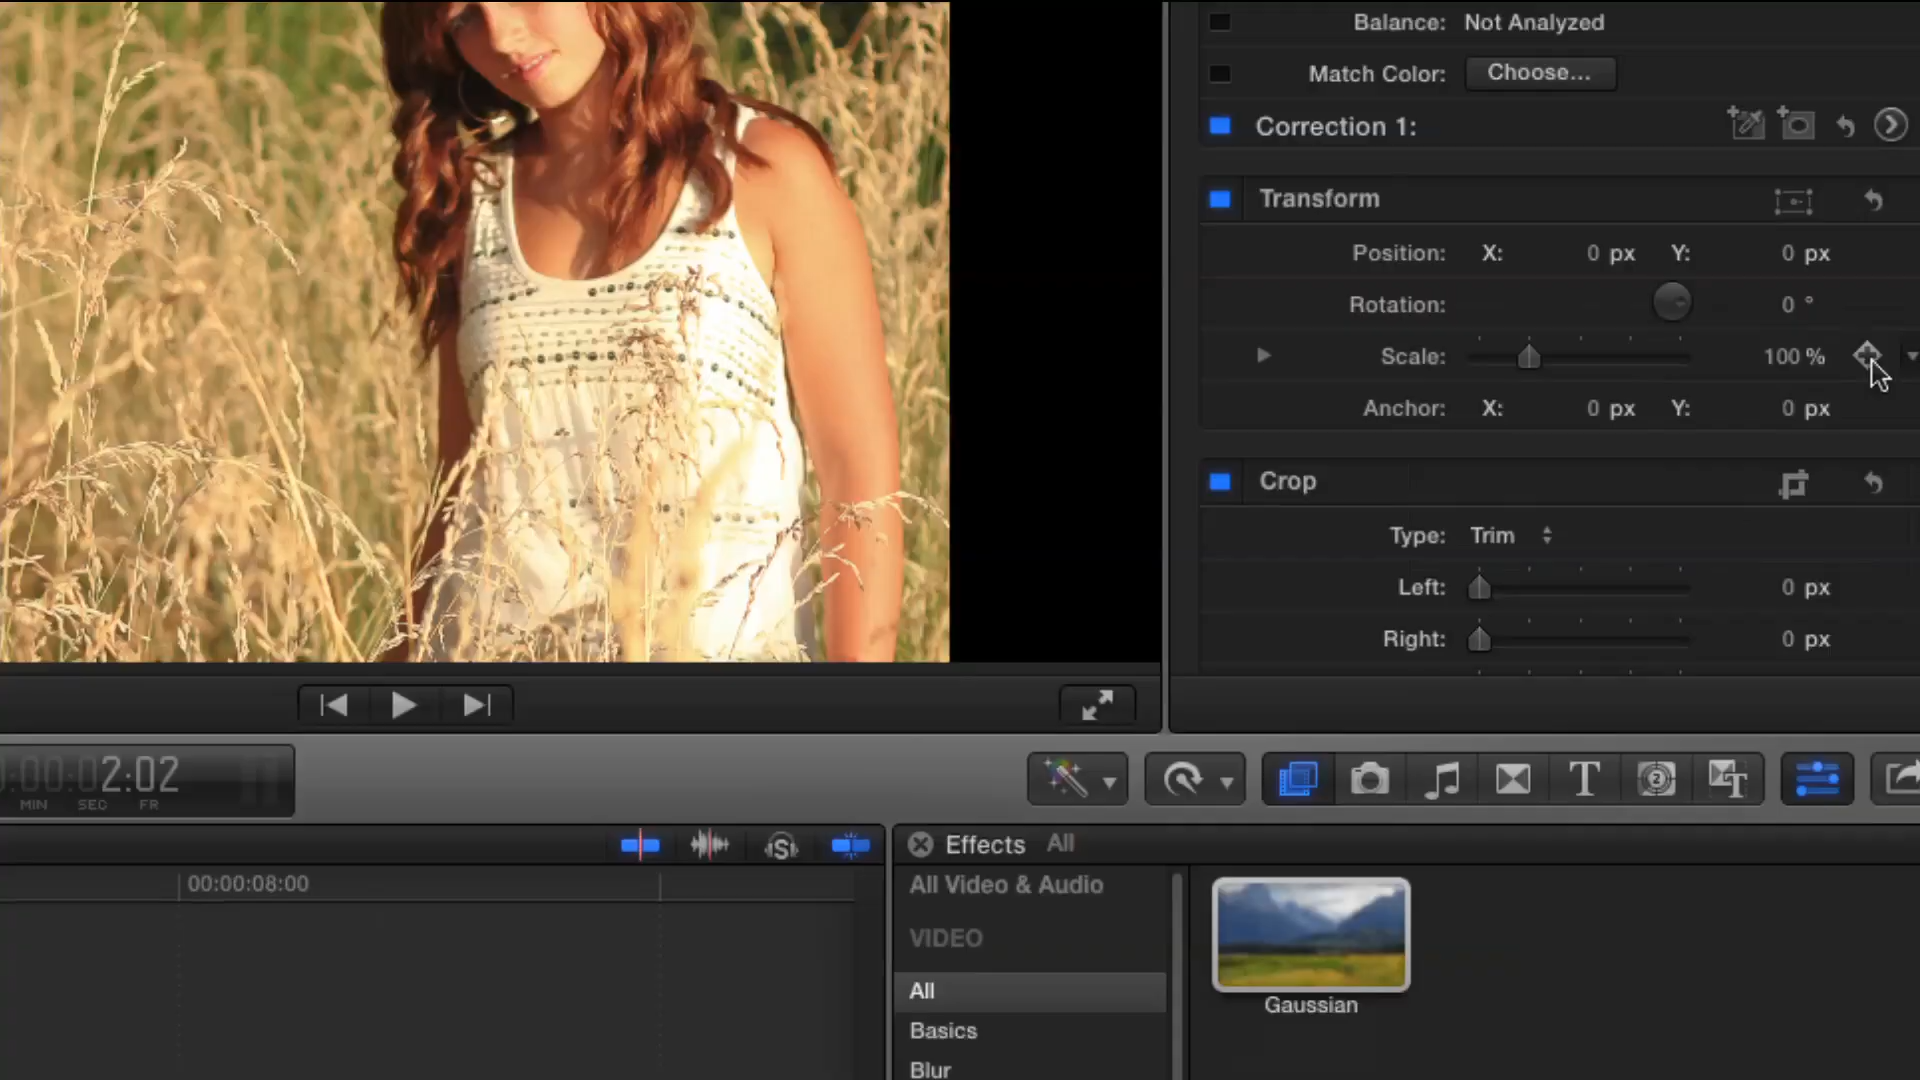 Balance: Not Analyzed
Match Color: Choose...
Correction 1:
Transform
Position: X: 0 px Y: 0 px
Rotation: 0 °
Scale: 100 %
Anchor: X: 0 px Y: 0 px
Crop
Type: Trim
Left: 0 px
Right: 0 px
:00:02:02
MIN SEC FR
T
2
T
S
Effects All
00:00:08:00
All Video & Audio
VIDEO
All
Gaussian
Basics
Blur